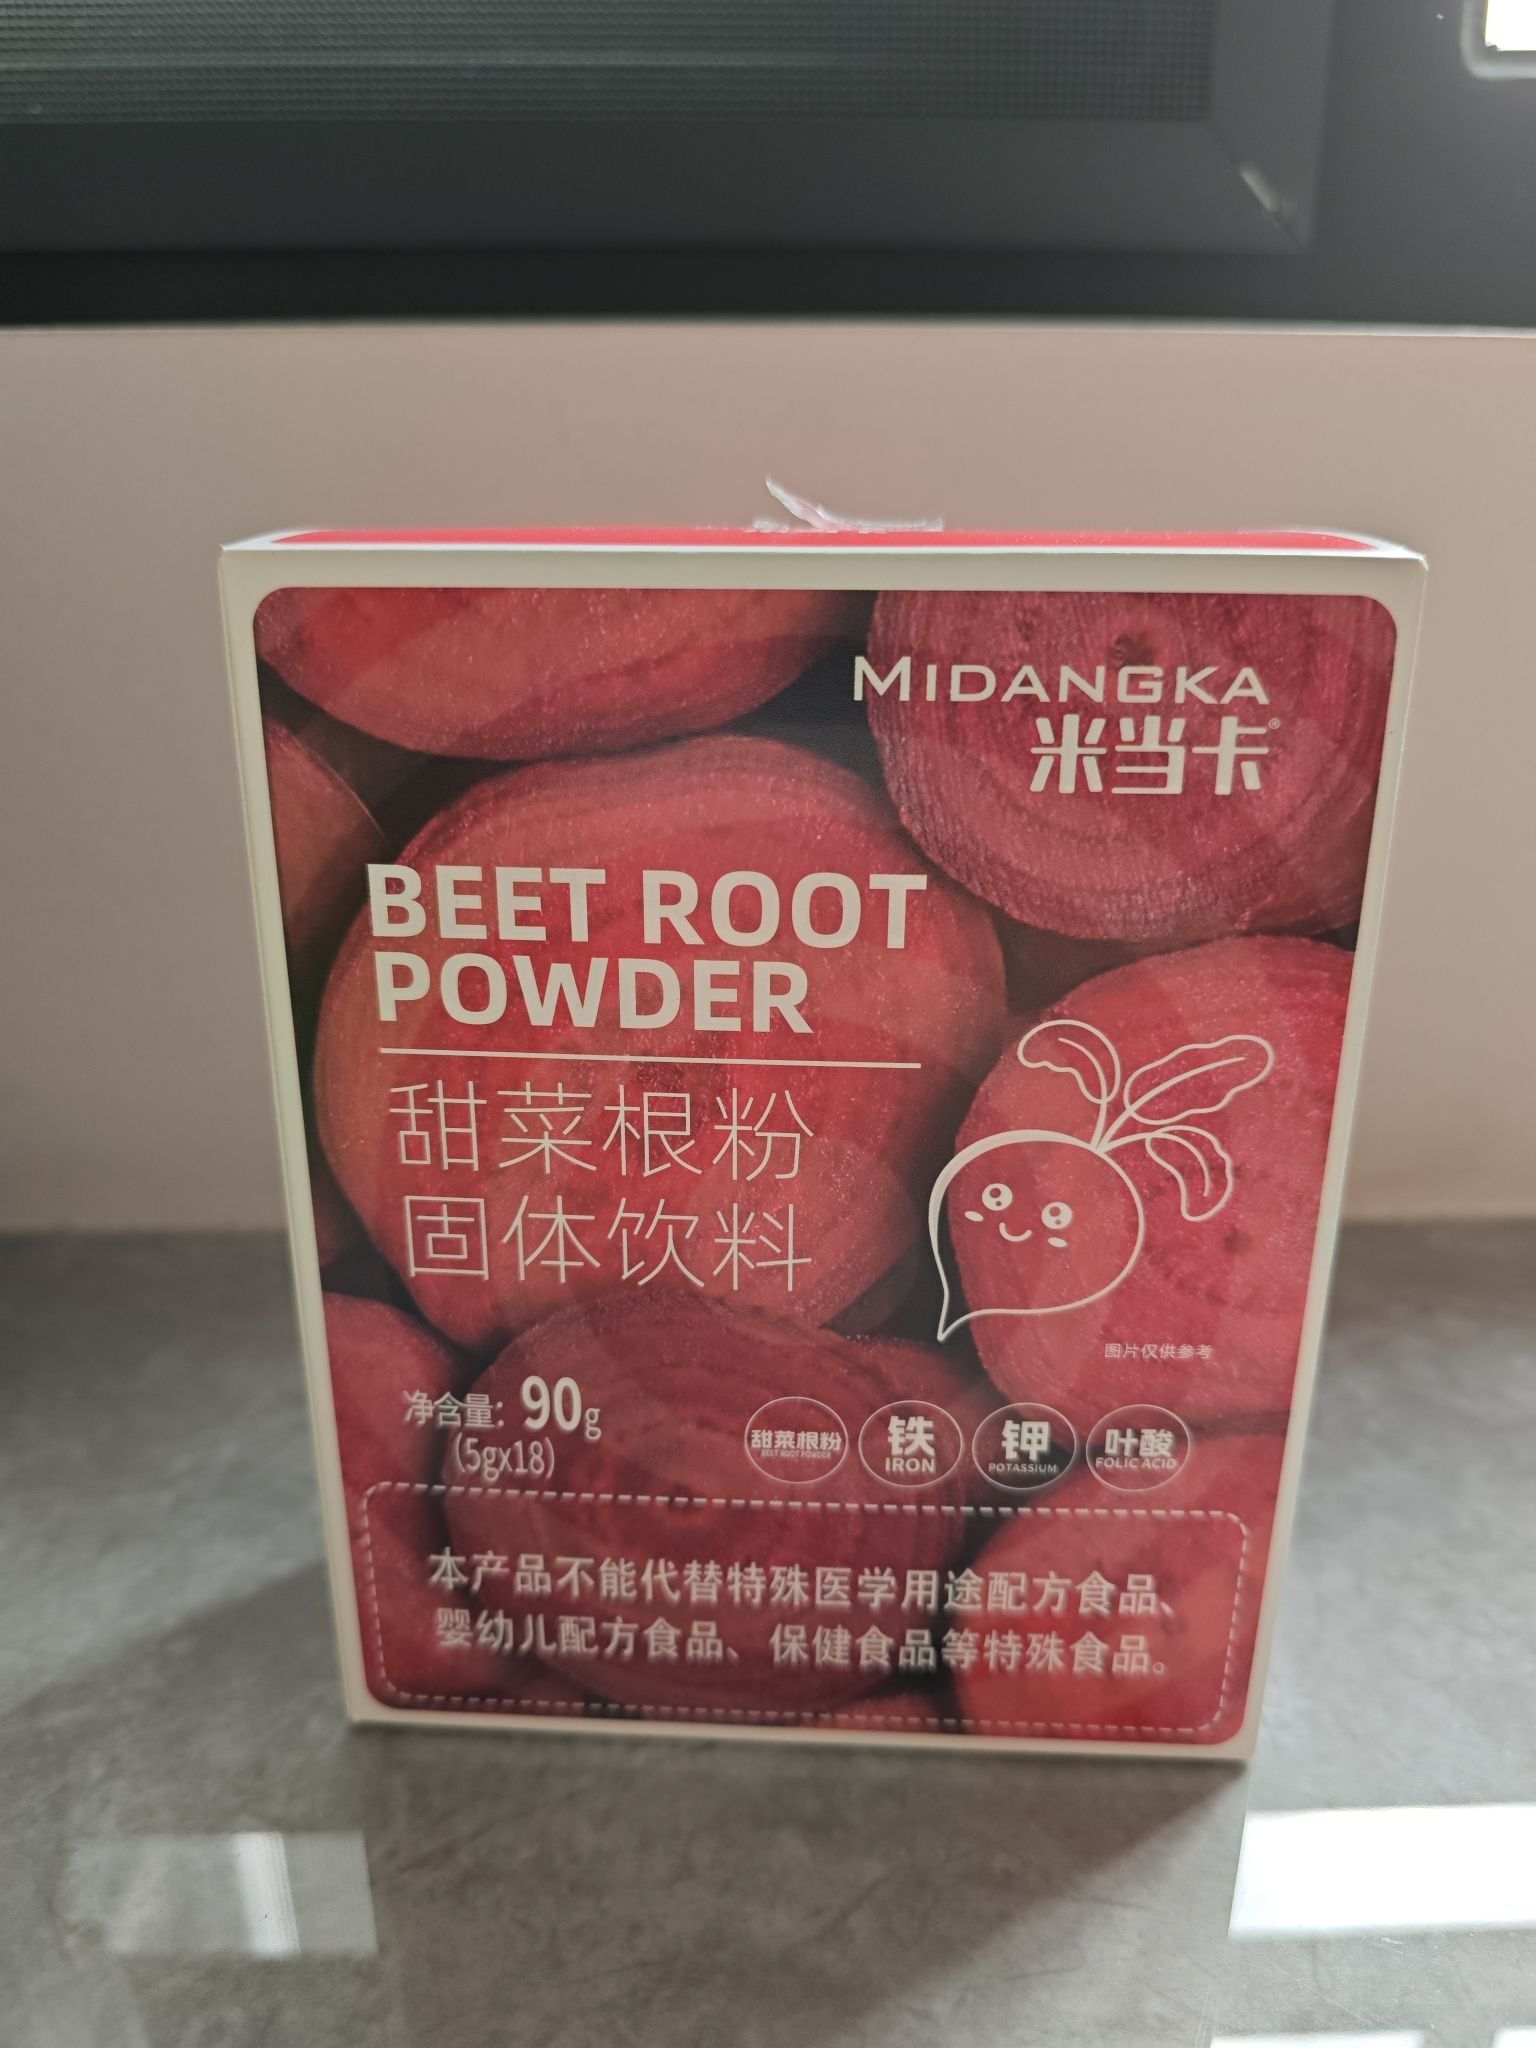 MIDANGKA
米当卡®
BEET ROOT
POWDER
甜菜根粉
固体饮料
图片仅供参考
净含量：90g
（5gx18）
甜菜根粉
BEET ROOT POWDER
铁
IRON
钾
POTASSIUM
叶酸
FOLIC ACID
本产品不能代替特殊医学用途配方食品、
婴幼儿配方食品、保健食品等特殊食品。